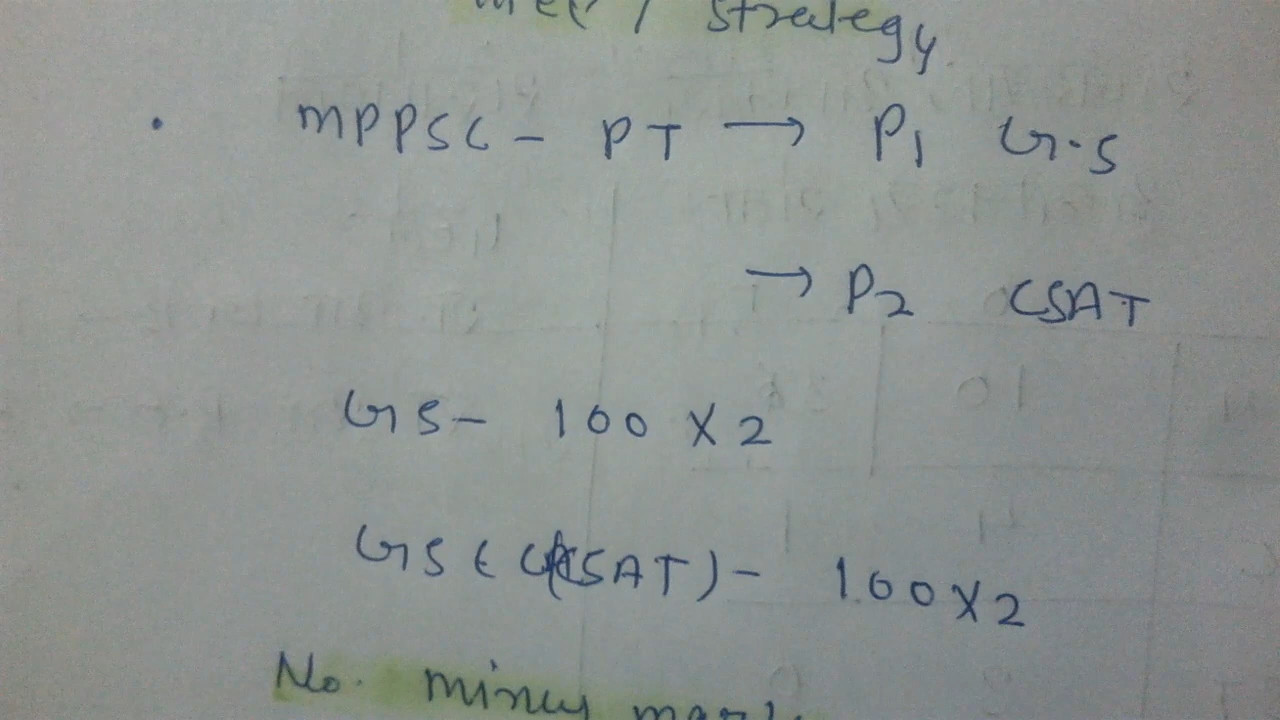 Strategy
• MPPSC - PT → P1 G.S
→ P2 CSAT
GS - 100 X 2
GS (CSAT) - 100 X 2
No. minus